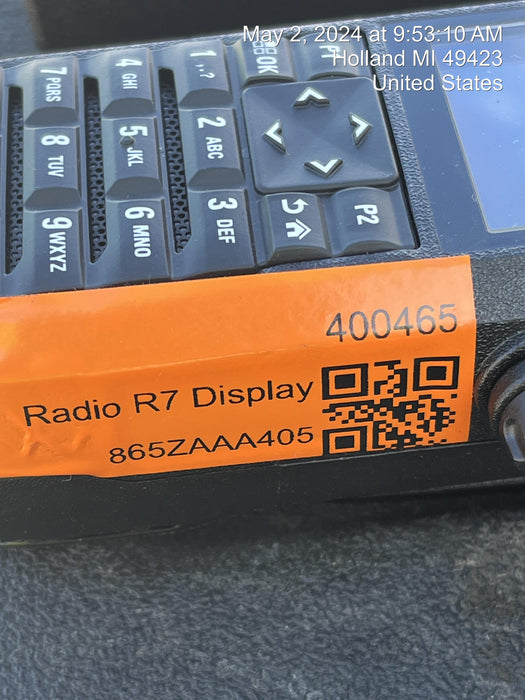 May 2, 2024 at 9:53:10 AM
Holland MI 49423
United States
7 PQRS
4 GHI
1 .,?
OK
P1
8 TUV
5 JKL
2 ABC
9 WXYZ
6 MNO
3 DEF
P2
400465
Radio R7 Display
865ZAAA405